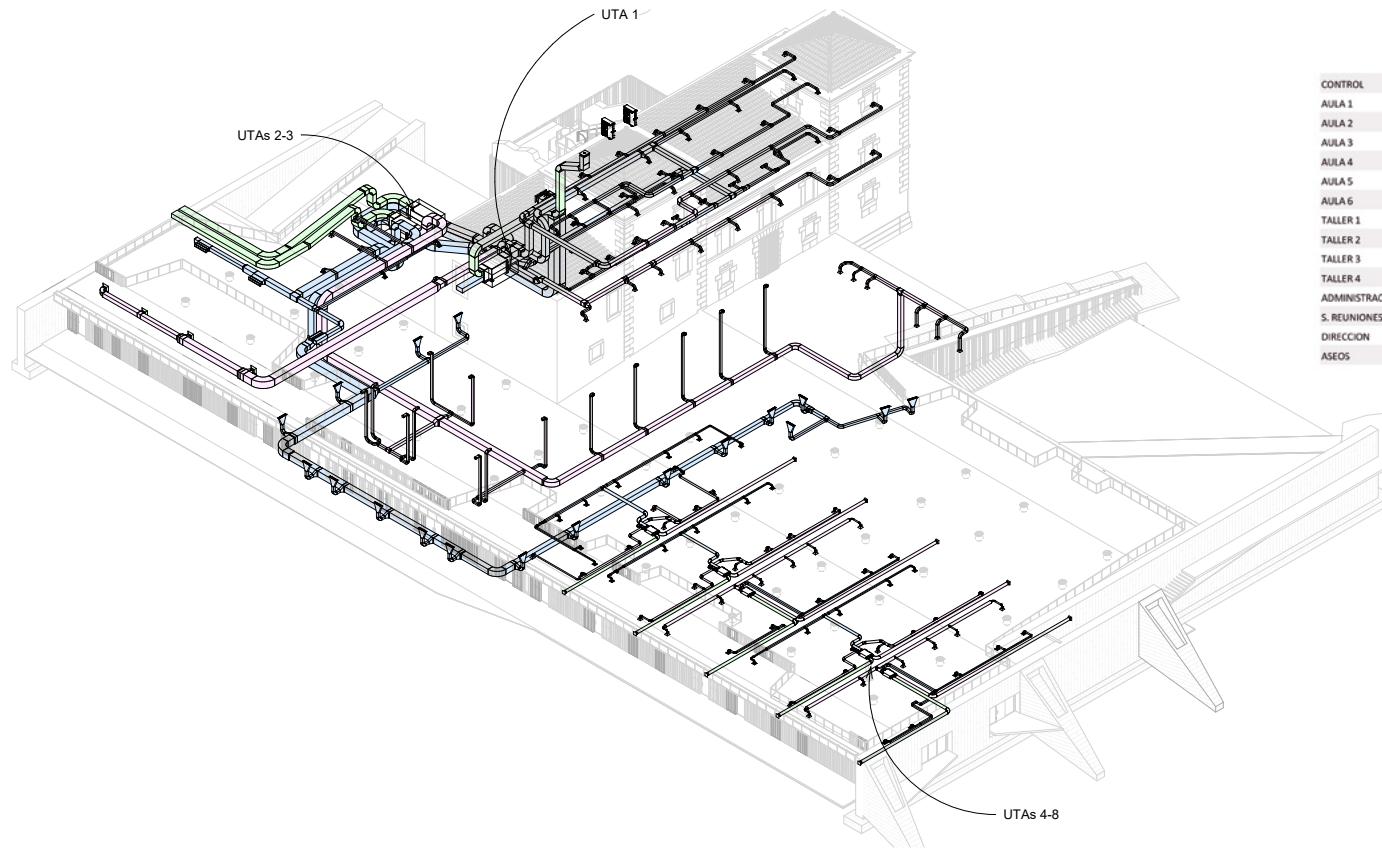 UTA 1
UTAs 2-3
UTAs 4-8
CONTROL
AULA 1
AULA 2
AULA 3
AULA 4
AULA 5
AULA 6
TALLER 1
TALLER 2
TALLER 3
TALLER 4
ADMINISTRAC
S. REUNIONES
DIRECCION
ASEOS